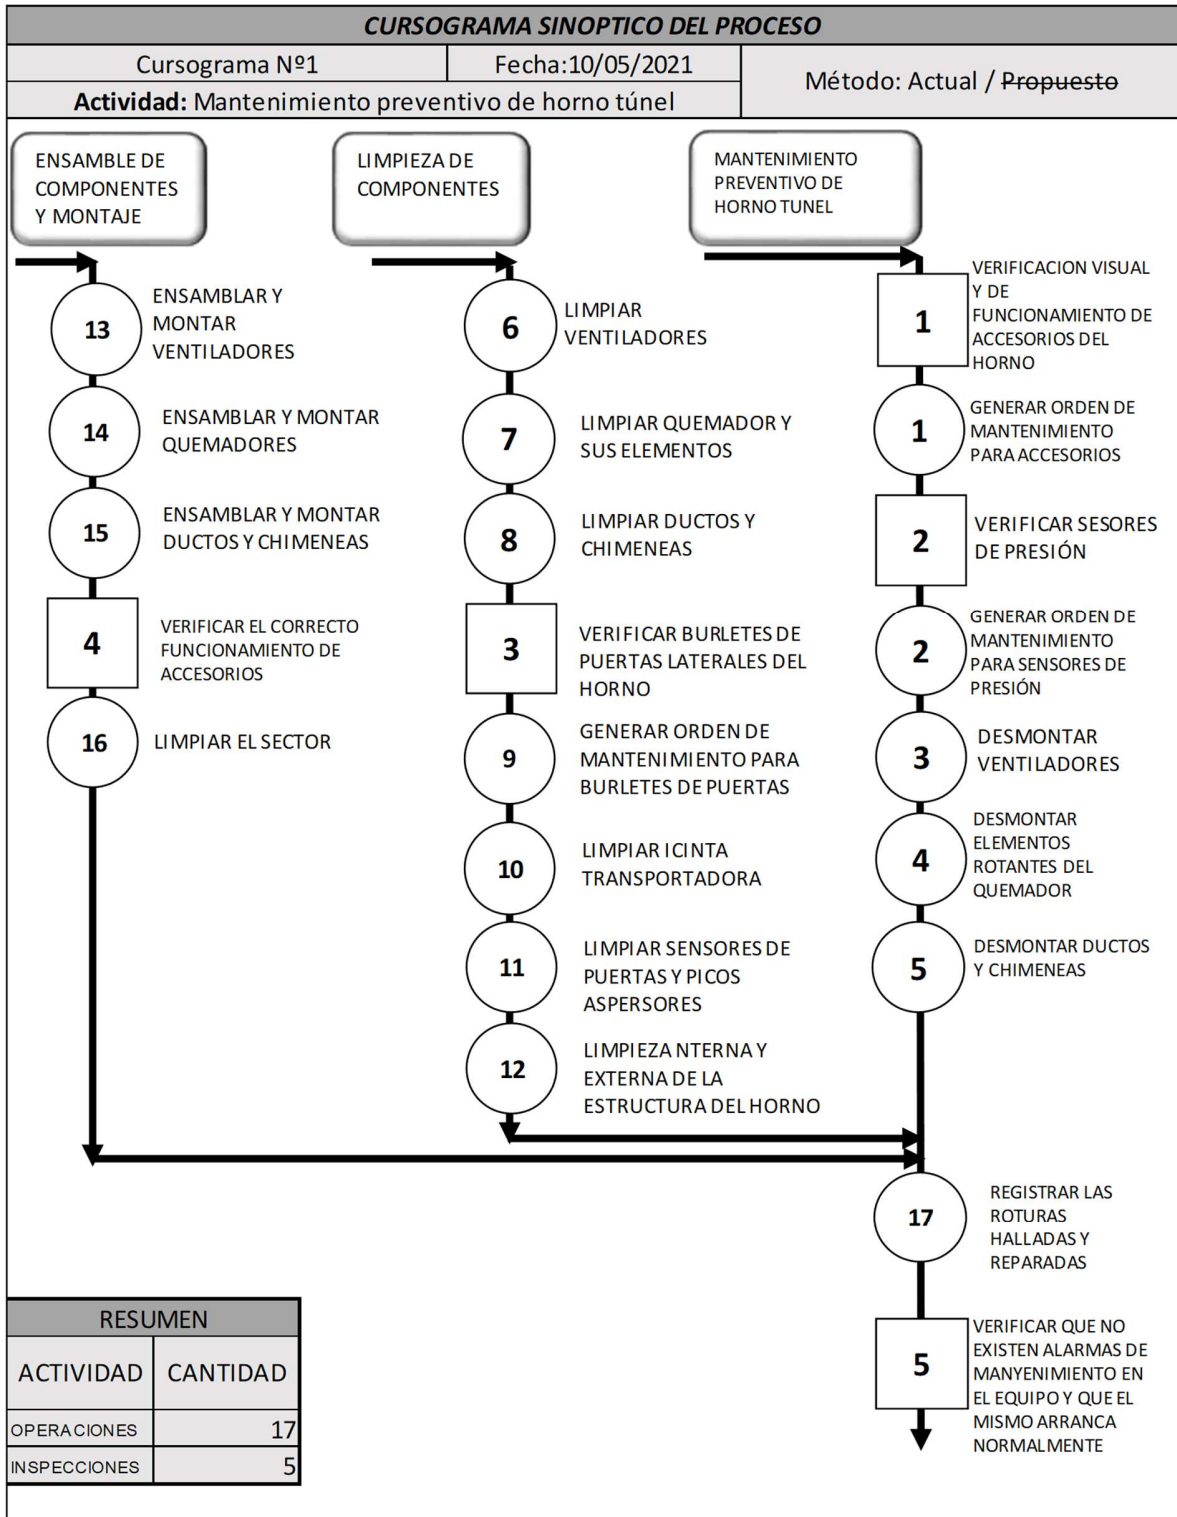 CURSOGRAMA SINOPTICO DEL PROCESO
Cursograma Nº1
Fecha:10/05/2021
Método: Actual / Propuesto
Actividad: Mantenimiento preventivo de horno túnel
ENSAMBLE DE
COMPONENTES
Y MONTAJE
13
ENSAMBLAR Y
MONTAR
VENTILADORES
14
ENSAMBLAR Y MONTAR
QUEMADORES
15
ENSAMBLAR Y MONTAR
DUCTOS Y CHIMENEAS
4
VERIFICAR EL CORRECTO
FUNCIONAMIENTO DE
ACCESORIOS
16
LIMPIAR EL SECTOR
LIMPIEZA DE
COMPONENTES
6
LIMPIAR
VENTILADORES
7
LIMPIAR QUEMADOR Y
SUS ELEMENTOS
8
LIMPIAR DUCTOS Y
CHIMENEAS
3
VERIFICAR BURLETES DE
PUERTAS LATERALES DEL
HORNO
9
GENERAR ORDEN DE
MANTENIMIENTO PARA
BURLETES DE PUERTAS
10
LIMPIAR ICINTA
TRANSPORTADORA
11
LIMPIAR SENSORES DE
PUERTAS Y PICOS
ASPERSORES
12
LIMPIEZA NTERNA Y
EXTERNA DE LA
ESTRUCTURA DEL HORNO
MANTENIMIENTO
PREVENTIVO DE
HORNO TUNEL
1
VERIFICACION VISUAL
Y DE
FUNCIONAMIENTO DE
ACCESORIOS DEL
HORNO
1
GENERAR ORDEN DE
MANTENIMIENTO
PARA ACCESORIOS
2
VERIFICAR SESORES
DE PRESIÓN
2
GENERAR ORDEN DE
MANTENIMIENTO
PARA SENSORES DE
PRESIÓN
3
DESMONTAR
VENTILADORES
4
DESMONTAR
ELEMENTOS
ROTANTES DEL
QUEMADOR
5
DESMONTAR DUCTOS
Y CHIMENEAS
17
REGISTRAR LAS
ROTURAS
HALLADAS Y
REPARADAS
5
VERIFICAR QUE NO
EXISTEN ALARMAS DE
MANYENIMIENTO EN
EL EQUIPO Y QUE EL
MISMO ARRANCA
NORMALMENTE
RESUMEN
ACTIVIDAD CANTIDAD
OPERACIONES 17
INSPECCIONES 5